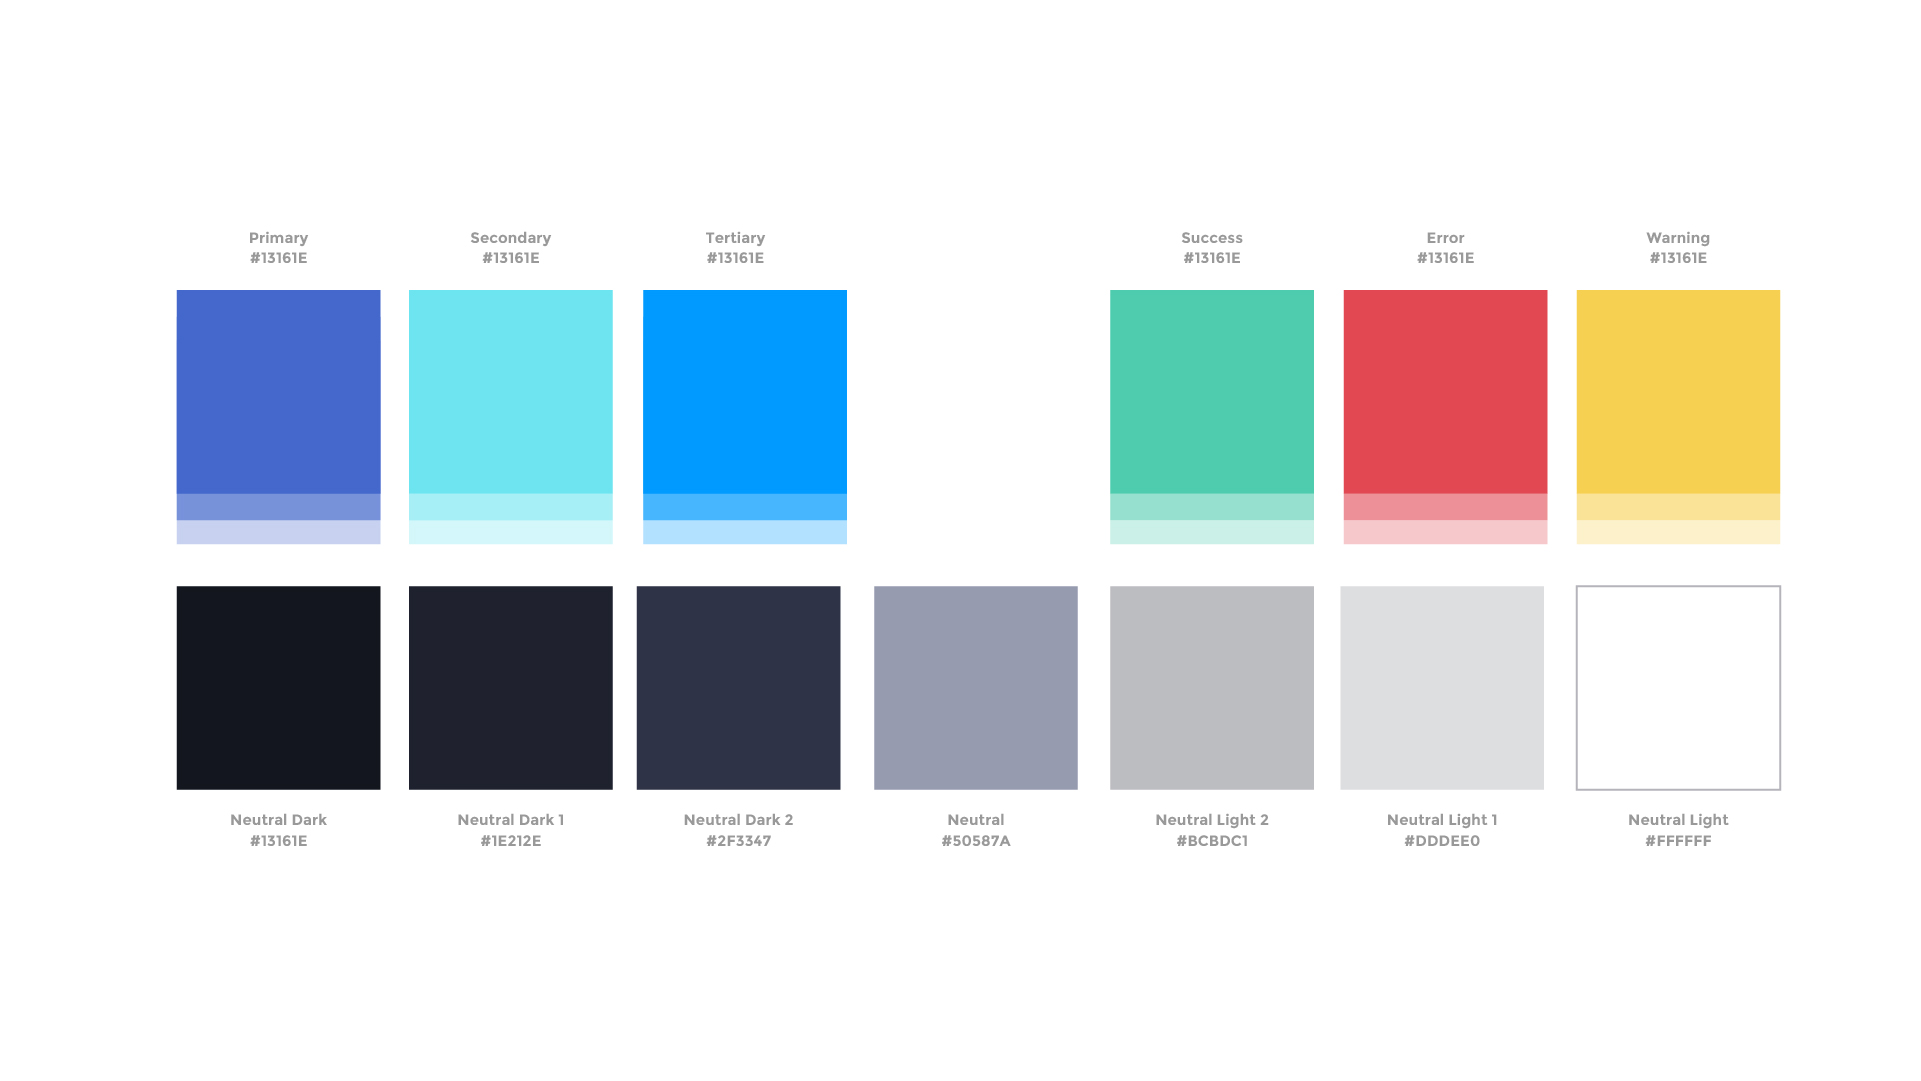 Primary
#13161E
Secondary
#13161E
Tertiary
#13161E
Success
#13161E
Error
#13161E
Warning
#13161E
Neutral Dark
#13161E
Neutral Dark 1
#1E212E
Neutral Dark 2
#2F3347
Neutral
#50587A
Neutral Light 2
#BCBDC1
Neutral Light 1
#DDDEE0
Neutral Light
#FFFFFF